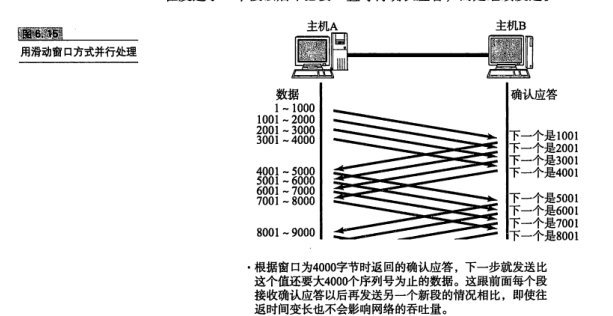 图6.15
用滑动窗口方式并行处理
主机A
主机B
数据
确认应答
1～1000
1001～2000
2001～3000
3001～4000
下一个是1001
下一个是2001
下一个是3001
下一个是4001
4001～5000
5001～6000
6001～7000
7001～8000
下一个是5001
下一个是6001
下一个是7001
下一个是8001
8001～9000
·根据窗口为4000字节时返回的确认应答，下一步就发送比
这个值还要大4000个序列号为止的数据。这跟前面每个段
接收确认应答以后再发送另一个新段的情况相比，即使往
返时间变长也不会影响网络的吞吐量。